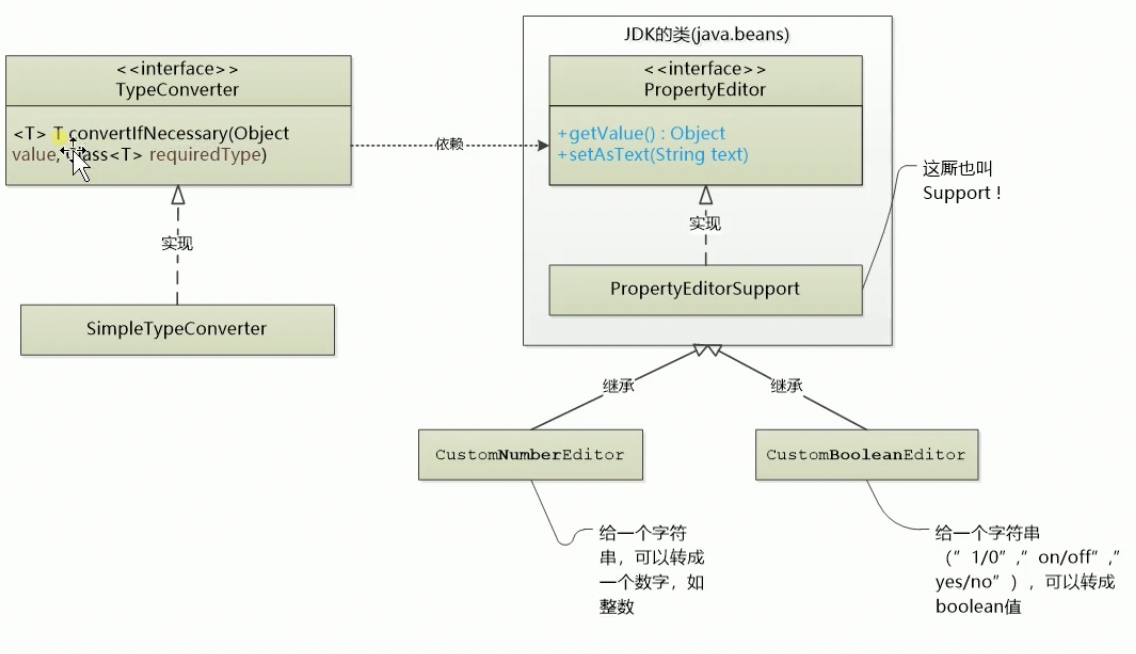 JDK的类(java.beans)
<<interface>>
TypeConverter
<T> T convertIfNecessary(Object
value, Class<T> requiredType)
依赖
<<interface>>
PropertyEditor
+getValue() : Object
+setAsText(String text)
这厮也叫
Support !
实现
实现
PropertyEditorSupport
SimpleTypeConverter
继承
继承
CustomNumberEditor
CustomBooleanEditor
给一个字符
串，可以转成
一个数字，如
整数
给一个字符串
（”1/0”,”on/off”,”
yes/no”），可以转成
boolean值